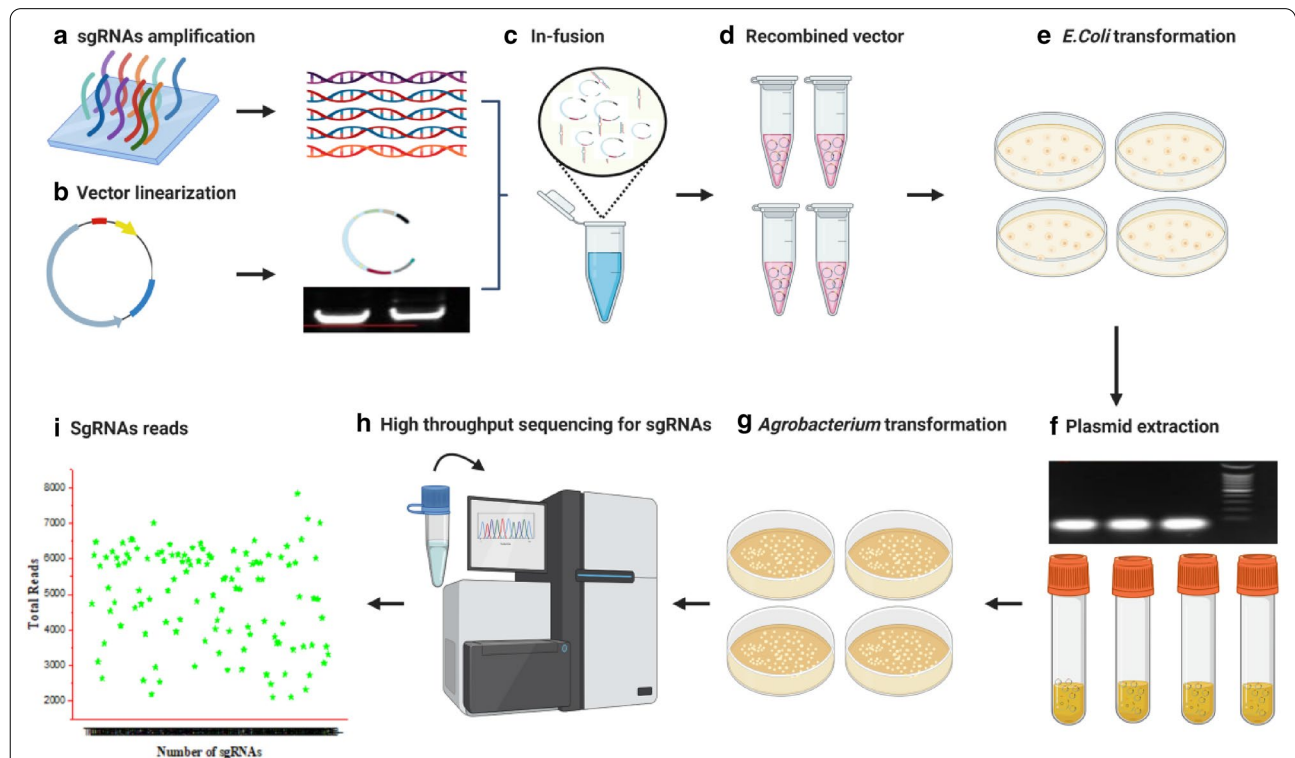 a sgRNAs amplification
b Vector linearization
c In-fusion
d Recombined vector
e E.Coli transformation
f Plasmid extraction
g Agrobacterium transformation
h High throughput sequencing for sgRNAs
i SgRNAs reads
8000
7000
6000
5000
4000
3000
2000
Total Reads
Number of sgRNAs